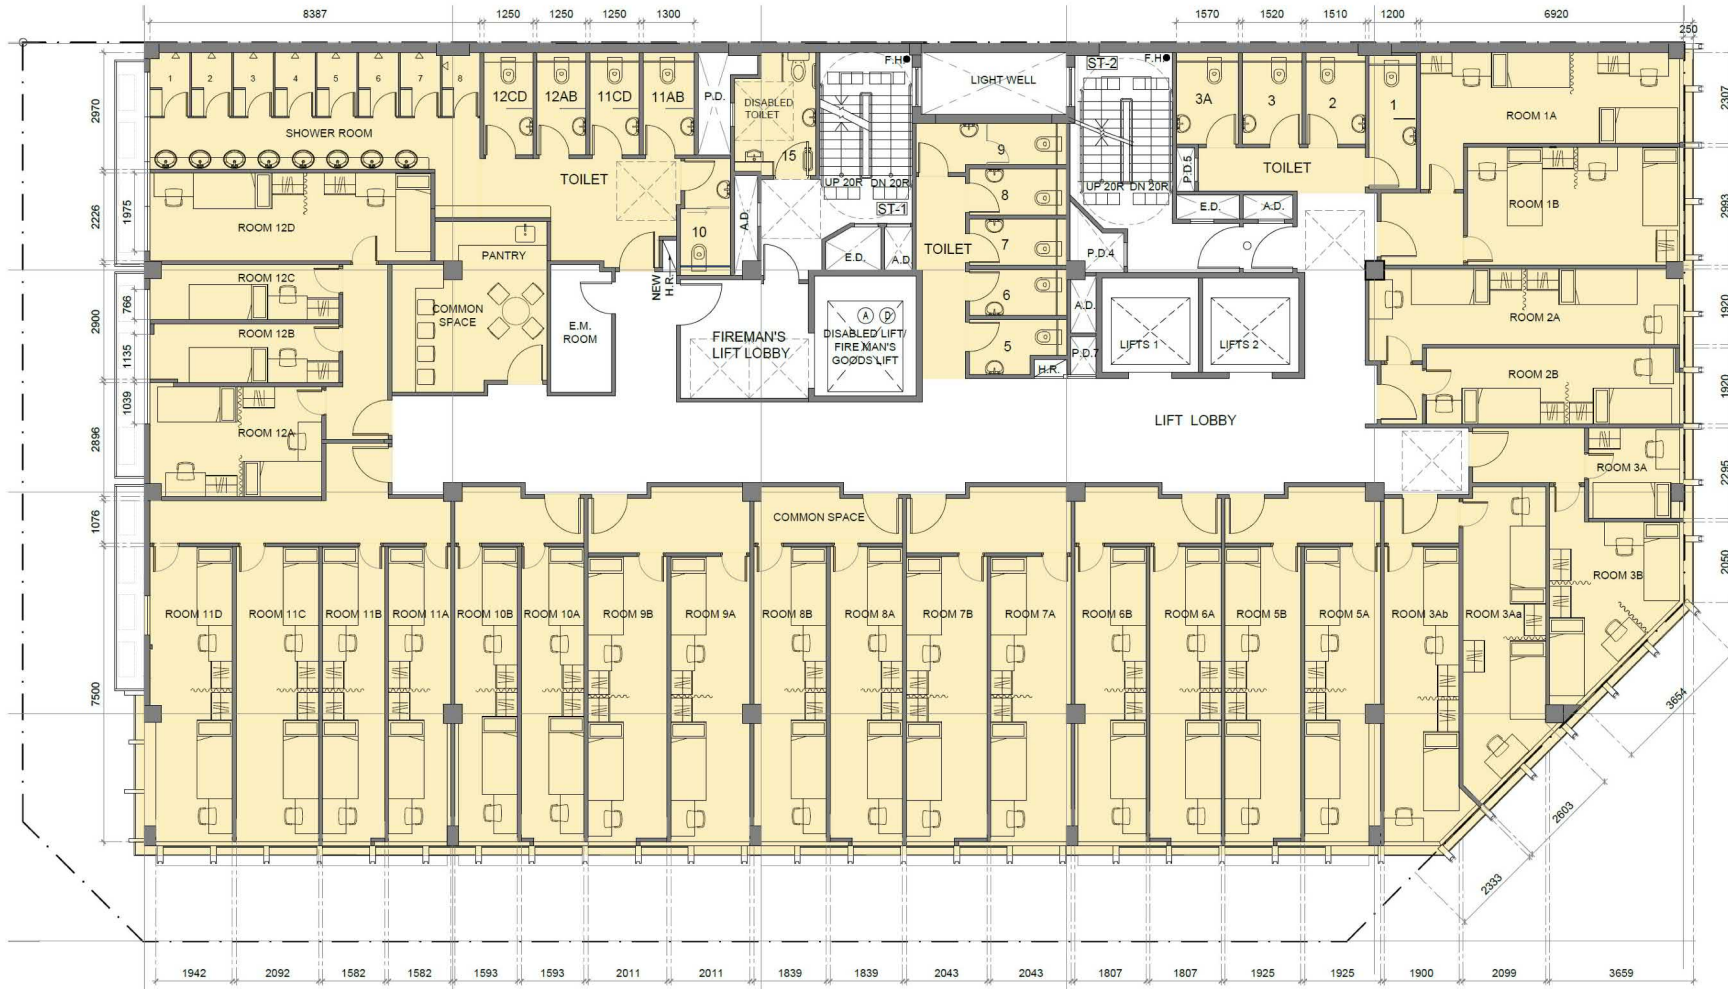 8387
1250
1250
1250
1300
1570
1520
1510
1200
6920
250
1
2
3
4
5
6
7
8
12CD
12AB
11CD
11AB
P.D.
DISABLED
TOILET
15
F.H
LIGHT WELL
ST-2
F.H
3A
3
2
1
ROOM 1A
2307
2970
SHOWER ROOM
TOILET
9
TOILET
P.D.5
UP 20R
DN 20R
UP 20R
DN 20R
ST-1
8
ROOM 1B
2993
2226
1975
ROOM 12D
10
A.D.
E.D.
A.D.
E.D.
A.D.
TOILET
7
P.D.4
PANTRY
NEW
H.R.
ROOM 12C
766
2900
COMMON
SPACE
E.M.
ROOM
FIREMAN'S
LIFT LOBBY
A
D
DISABLED LIFT/
FIRE MAN'S
GOODS LIFT
6
A.D.
LIFTS 1
LIFTS 2
ROOM 2A
1920
ROOM 12B
1135
5
P.D.7
H.R.
ROOM 2B
1920
1039
ROOM 12A
2896
LIFT LOBBY
ROOM 3A
2295
1076
COMMON SPACE
ROOM 3B
2050
ROOM 11D
ROOM 11C
ROOM 11B
ROOM 11A
ROOM 10B
ROOM 10A
ROOM 9B
ROOM 9A
ROOM 8B
ROOM 8A
ROOM 7B
ROOM 7A
ROOM 6B
ROOM 6A
ROOM 5B
ROOM 5A
ROOM 3Ab
ROOM 3Aa
7500
3654
2603
2333
1942
2092
1582
1582
1593
1593
2011
2011
1839
1839
2043
2043
1807
1807
1925
1925
1900
2099
3659